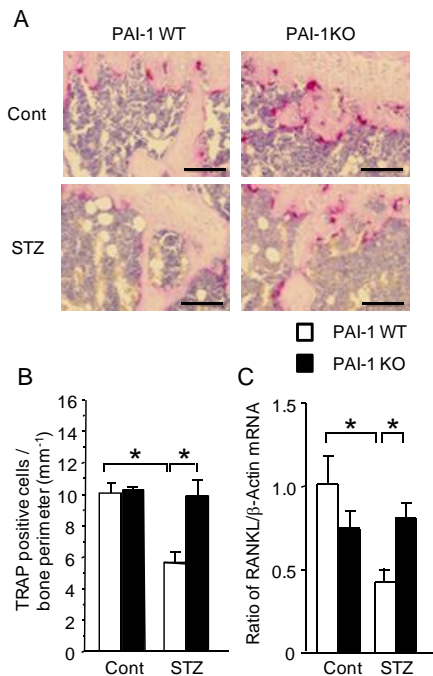 A
PAI-1 WT
PAI-1KO
Cont
STZ
PAI-1 WT
PAI-1 KO
B
TRAP positive cells /
bone perimeter (mm⁻¹)
16
14
12
10
8
6
4
2
0
*
*
Cont
STZ
C
Ratio of RANKL/β-Actin mRNA
1.5
1.0
0.5
0
*
*
Cont
STZ